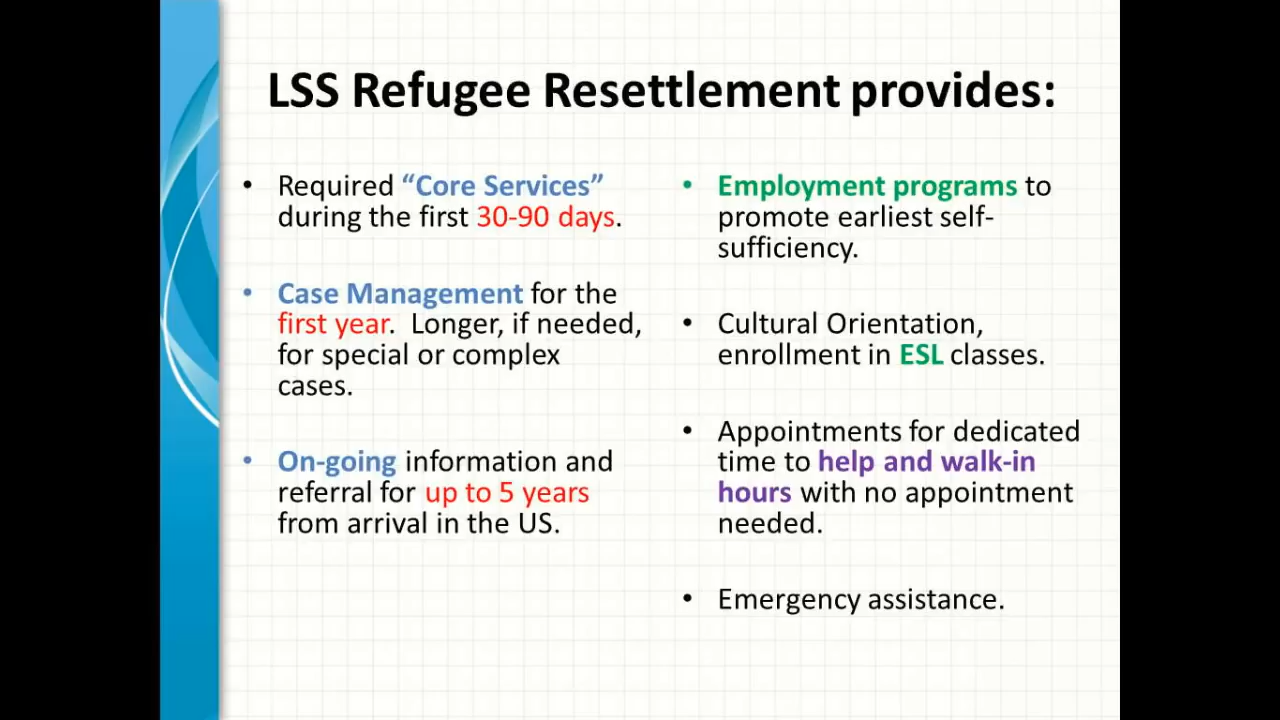 LSS Refugee Resettlement provides:
• Required “Core Services”
during the first 30-90 days.
• Case Management for the
first year.  Longer, if needed,
for special or complex
cases.
• On-going information and
referral for up to 5 years
from arrival in the US.
• Employment programs to
promote earliest self-
sufficiency.
• Cultural Orientation,
enrollment in ESL classes.
• Appointments for dedicated
time to help and walk-in
hours with no appointment
needed.
• Emergency assistance.